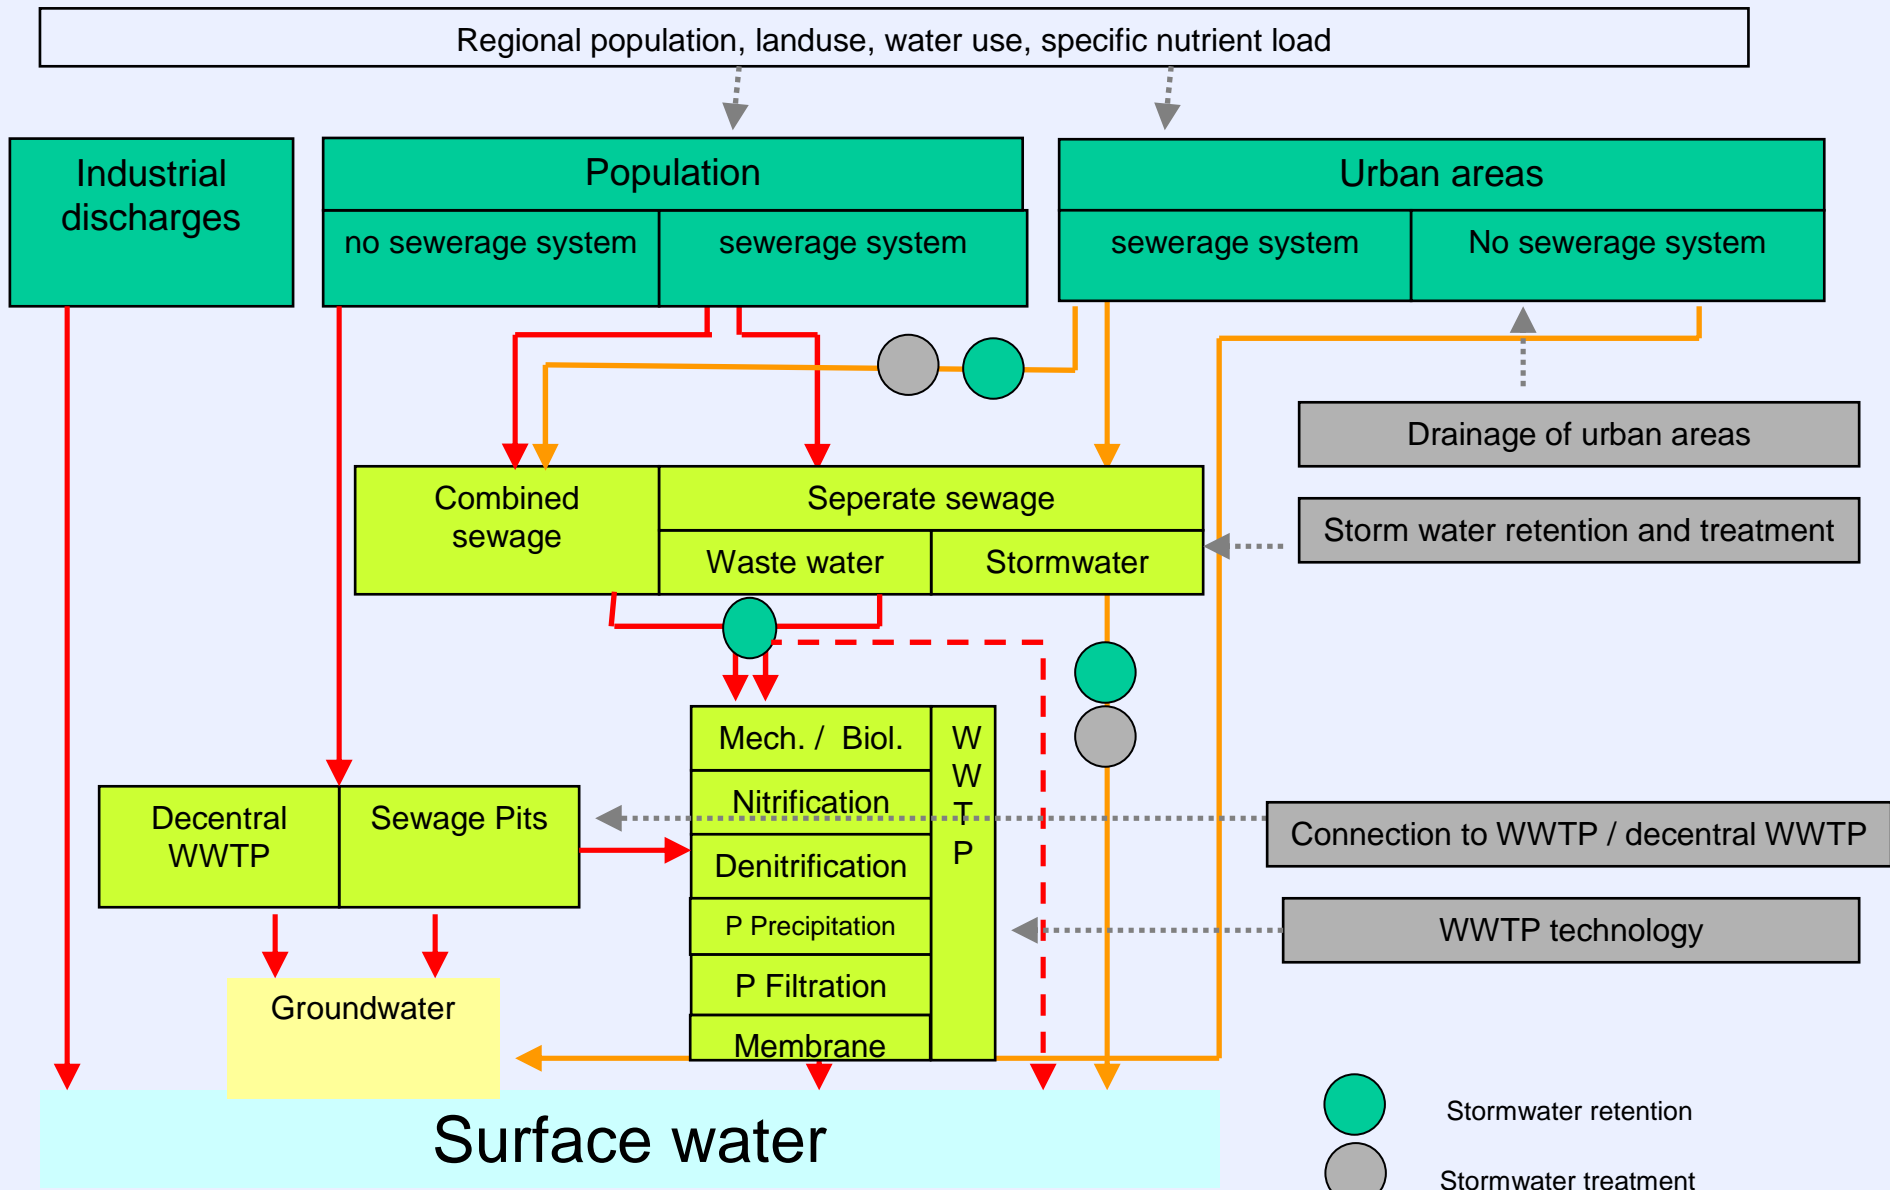 Regional population, landuse, water use, specific nutrient load
Industrial
discharges
Population
no sewerage system
sewerage system
Urban areas
sewerage system
No sewerage system
Drainage of urban areas
Storm water retention and treatment
Combined
sewage
Seperate sewage
Waste water
Stormwater
Mech. / Biol.
Nitrification
Denitrification
P Precipitation
P Filtration
Membrane
W
W
T
P
Decentral
WWTP
Sewage Pits
Connection to WWTP / decentral WWTP
WWTP technology
Groundwater
Surface water
Stormwater retention
Stormwater treatment